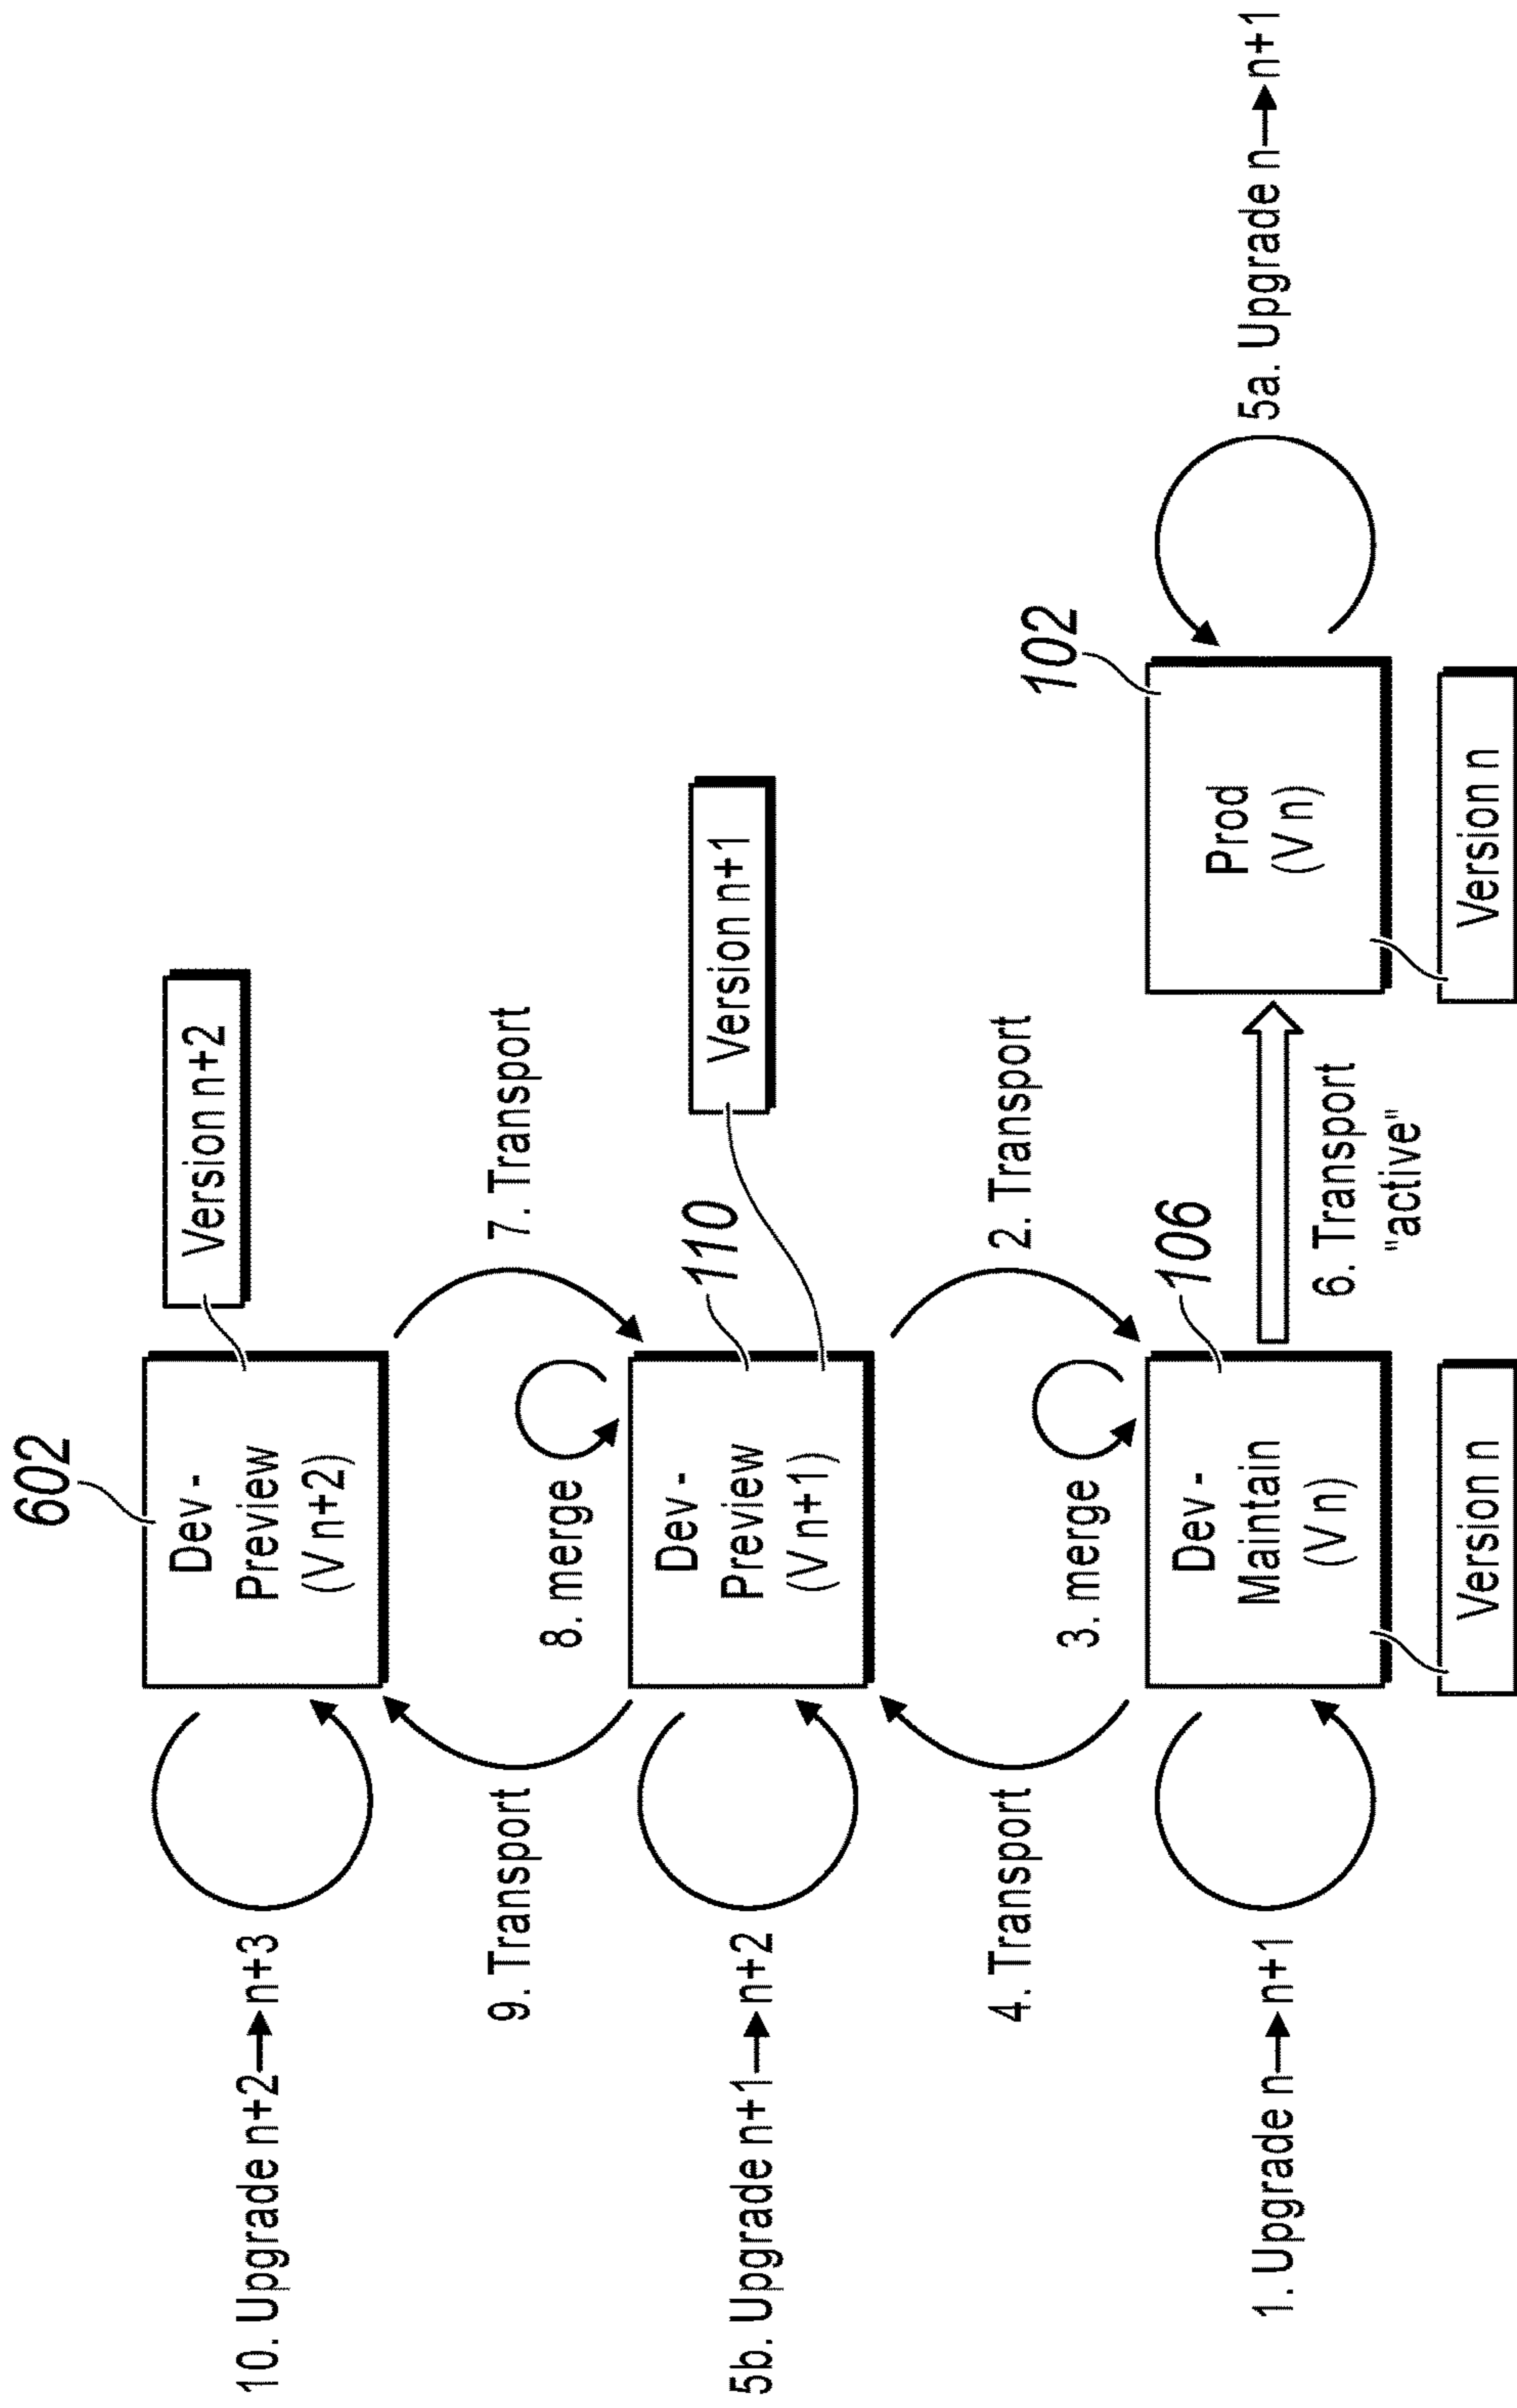 602
Dev -
Preview
(V n+2)
Version n+2
10. Upgrade n+2→n+3
9. Transport
7. Transport
8. merge
110
Dev -
Preview
(V n+1)
Version n+1
5b. Upgrade n+1→n+2
4. Transport
2. Transport
3. merge
106
Dev -
Maintain
(V n)
Version n
1. Upgrade n→n+1
6. Transport
"active"
102
Prod
(V n)
Version n
5a. Upgrade n→n+1